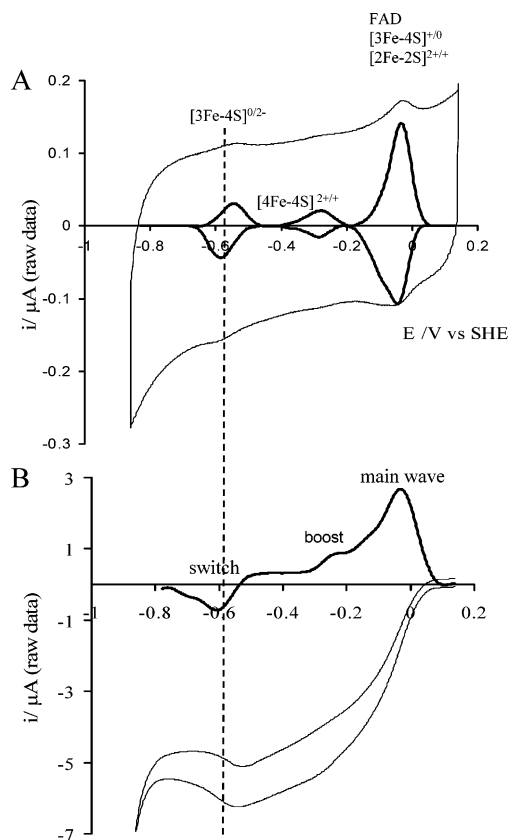 FAD
[3Fe-4S]+/0
[2Fe-2S]2+/+
A
0.2
[3Fe-4S]0/2-
0.1
[4Fe-4S] 2+/+
0
-1 -0.8 -0.6 -0.4 -0.2 0 0.2
-0.1
E /V vs SHE
-0.2
-0.3
-0.4
i/ μA (raw data)
B
3
main wave
boost
1
switch
-1 -0.8 -0.6 -0.4 -0.2 0 0.2
-1
-3
-5
-7
i/ μA (raw data)